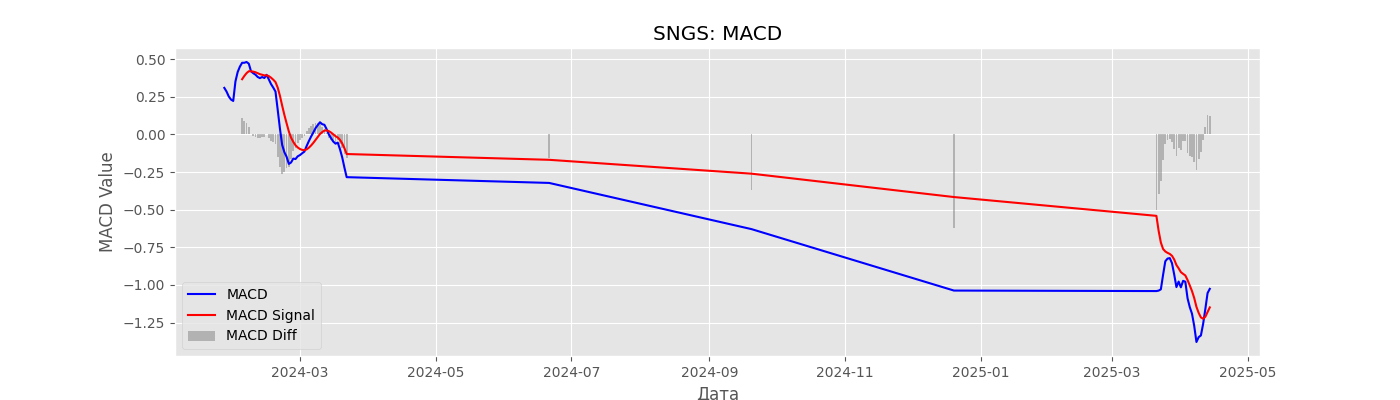 SNGS: MACD
MACD Value
0.50
0.25
0.00
−0.25
−0.50
−0.75
−1.00
−1.25
MACD
MACD Signal
MACD Diff
2024-03
2024-05
2024-07
2024-09
2024-11
2025-01
2025-03
2025-05
Дата